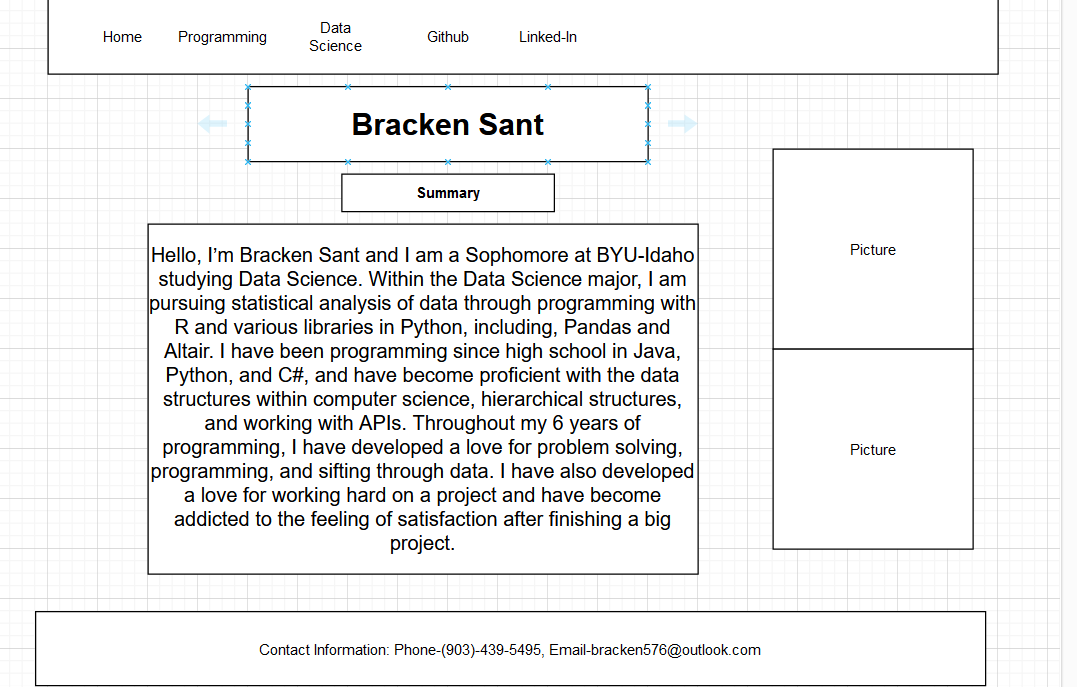 Home Programming Data Science Github Linked-In
Bracken Sant
Summary
Hello, I’m Bracken Sant and I am a Sophomore at BYU-Idaho
studying Data Science. Within the Data Science major, I am
pursuing statistical analysis of data through programming with
R and various libraries in Python, including, Pandas and
Altair. I have been programming since high school in Java,
Python, and C#, and have become proficient with the data
structures within computer science, hierarchical structures,
and working with APIs. Throughout my 6 years of
programming, I have developed a love for problem solving,
programming, and sifting through data. I have also developed
a love for working hard on a project and have become
addicted to the feeling of satisfaction after finishing a big
project.
Picture
Picture
Contact Information: Phone-(903)-439-5495, Email-bracken576@outlook.com